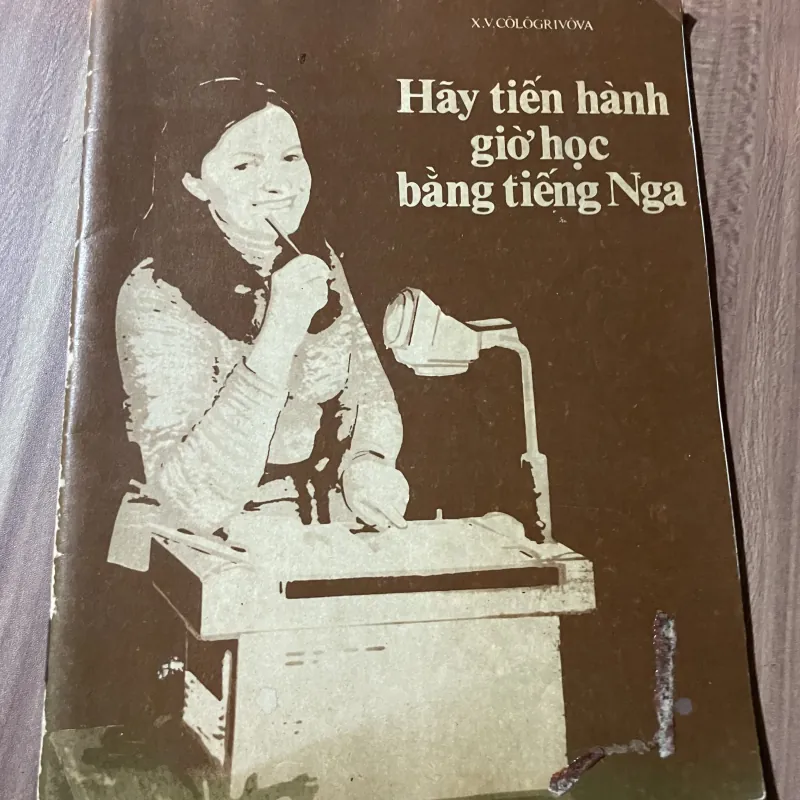 X.V. CÔLÔGRIVÔVA
Hãy tiến hành
giờ học
bằng tiếng Nga